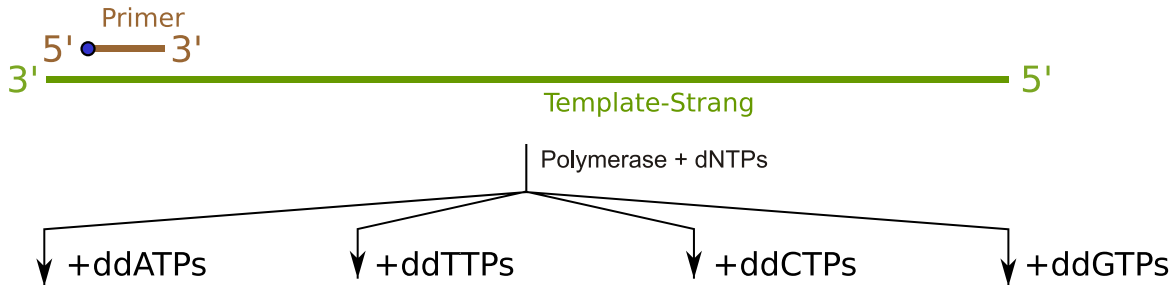 Primer
5' 3'
3' 5'
Template-Strang
Polymerase + dNTPs
+ddATPs +ddTTPs +ddCTPs +ddGTPs